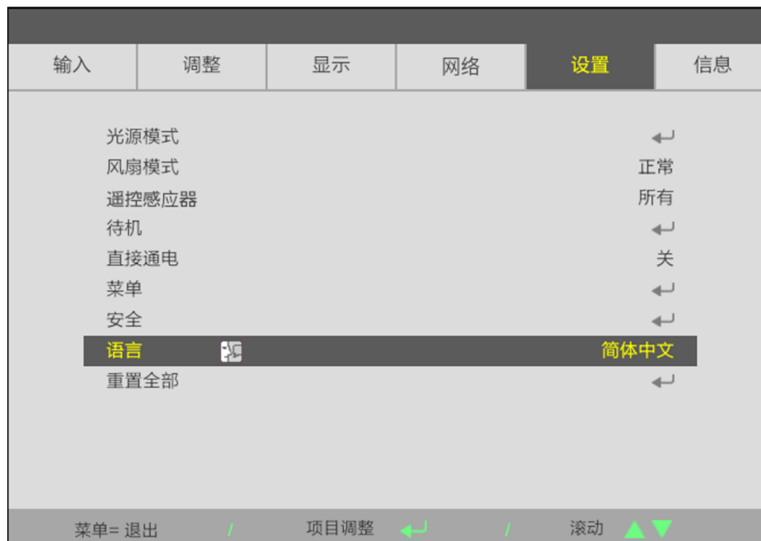 输入 调整 显示 网络 设置 信息
光源模式
风扇模式 正常
遥控感应器 所有
待机
直接通电 关
菜单
安全
语言 简体中文
重置全部
菜单= 退出 / 项目调整 / 滚动